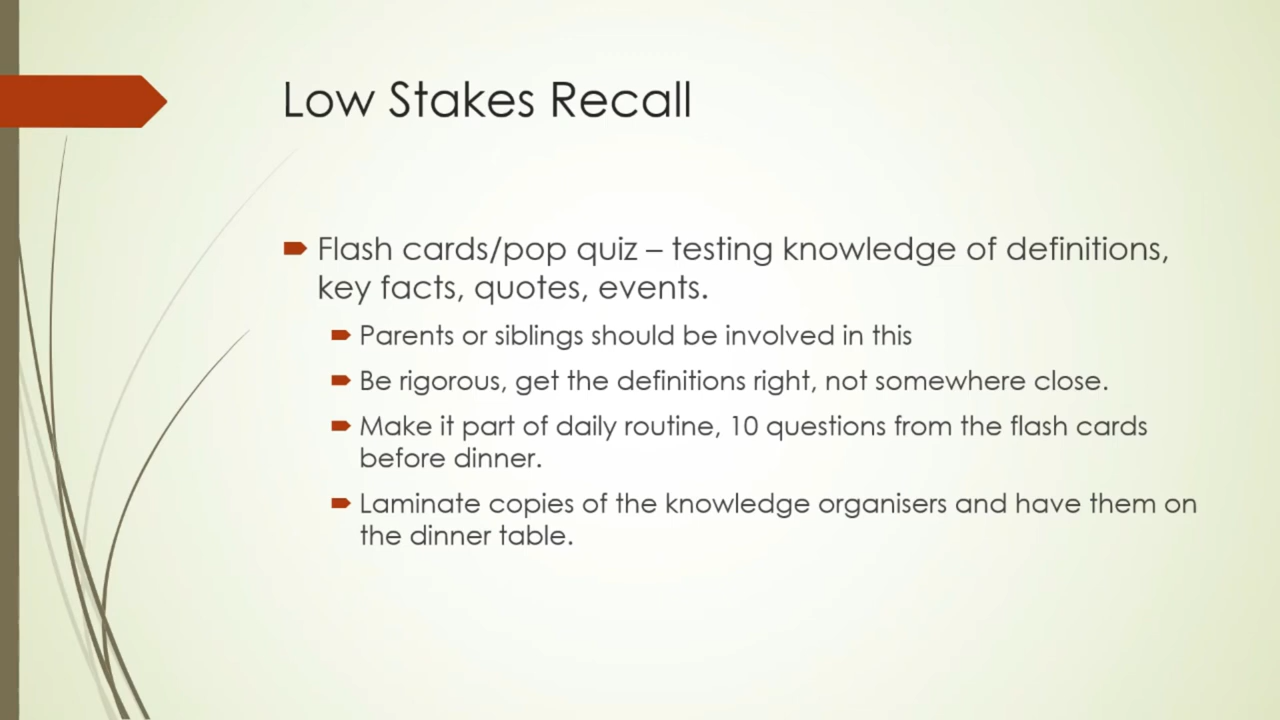 Low Stakes Recall
Flash cards/pop quiz – testing knowledge of definitions,
key facts, quotes, events.
Parents or siblings should be involved in this
Be rigorous, get the definitions right, not somewhere close.
Make it part of daily routine, 10 questions from the flash cards
before dinner.
Laminate copies of the knowledge organisers and have them on
the dinner table.